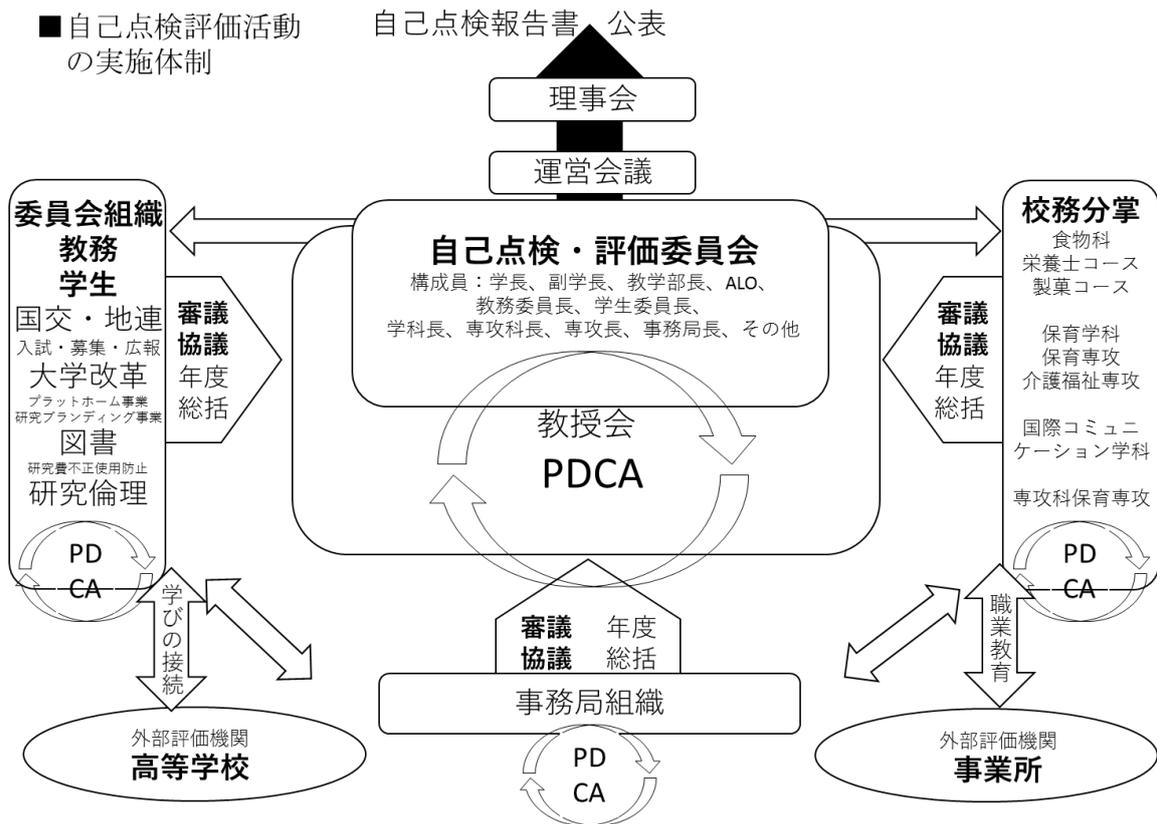 ■自己点検評価活動
の実施体制
自己点検報告書 公表
理事会
運営会議
委員会組織
教務
学生
国交・地連
入試・募集・広報
大学改革
プラットホーム事業
研究ブランディング事業
図書
研究費不正使用防止
研究倫理
PD
CA
審議
協議
年度
総括
自己点検・評価委員会
構成員：学長、副学長、教学部長、ALO、
教務委員長、学生委員長、
学科長、専攻科長、専攻長、事務局長、その他
教授会
PDCA
審議
協議
年度
総括
校務分掌
食物科
栄養士コース
製菓コース
保育学科
保育専攻
介護福祉専攻
国際コミュニ
ケーション学科
専攻科保育専攻
PD
CA
学びの接続
審議 年度
協議 総括
職業教育
事務局組織
PD
CA
外部評価機関
高等学校
外部評価機関
事業所